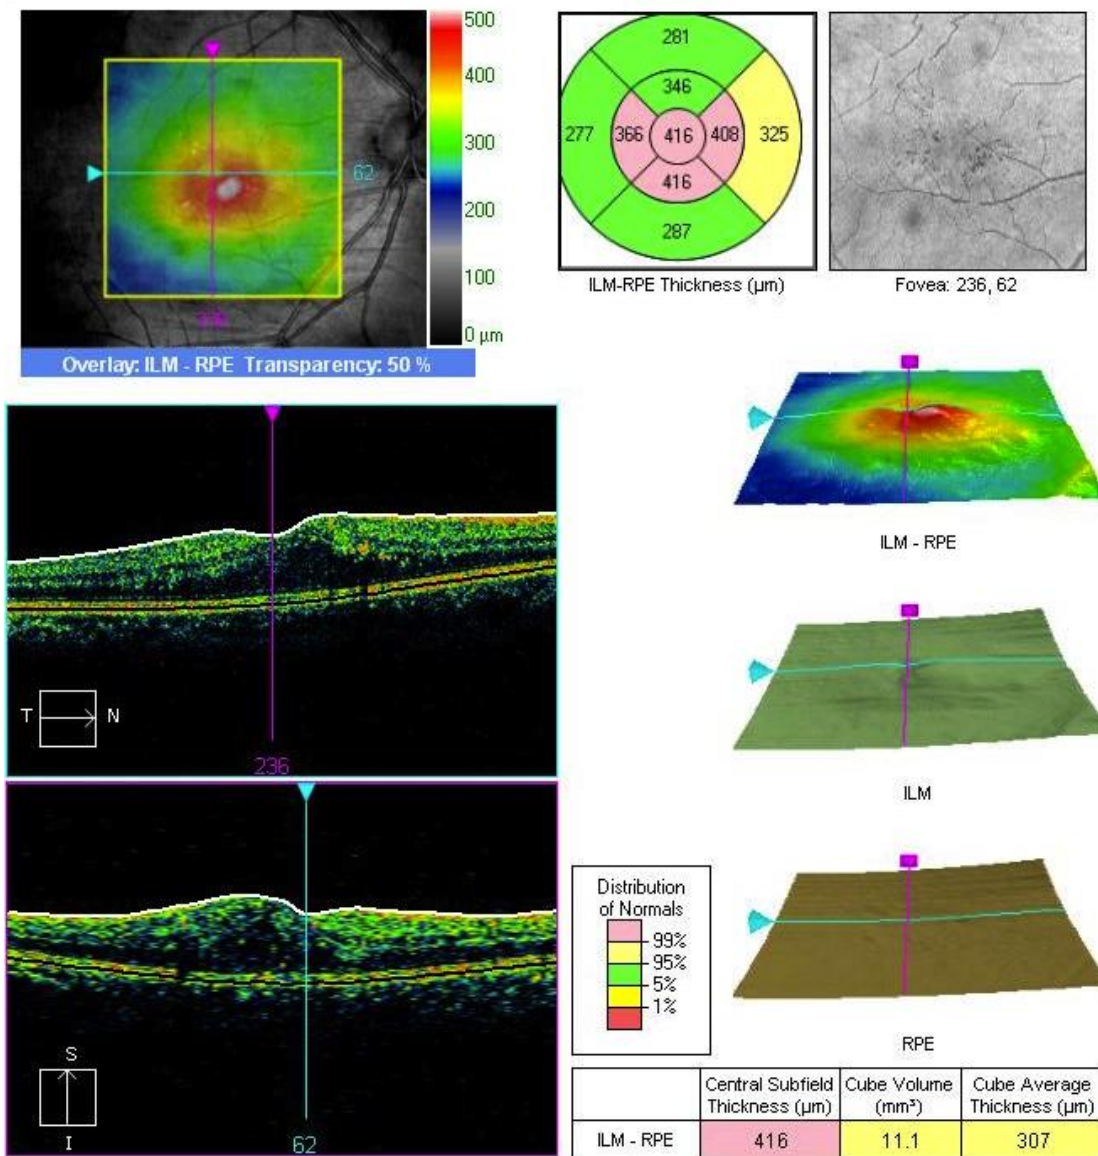 500
400
300
200
100
0 µm
62
Overlay: ILM - RPE Transparency: 50 %
281
346
277
366
416
408
325
416
287
ILM-RPE Thickness (µm)
Fovea: 236, 62
ILM - RPE
T
N
236
ILM
S
I
62
Distribution
of Normals
99%
95%
5%
1%
RPE
Central Subfield
Thickness (µm)
Cube Volume
(mm³)
Cube Average
Thickness (µm)
ILM - RPE
416
11.1
307